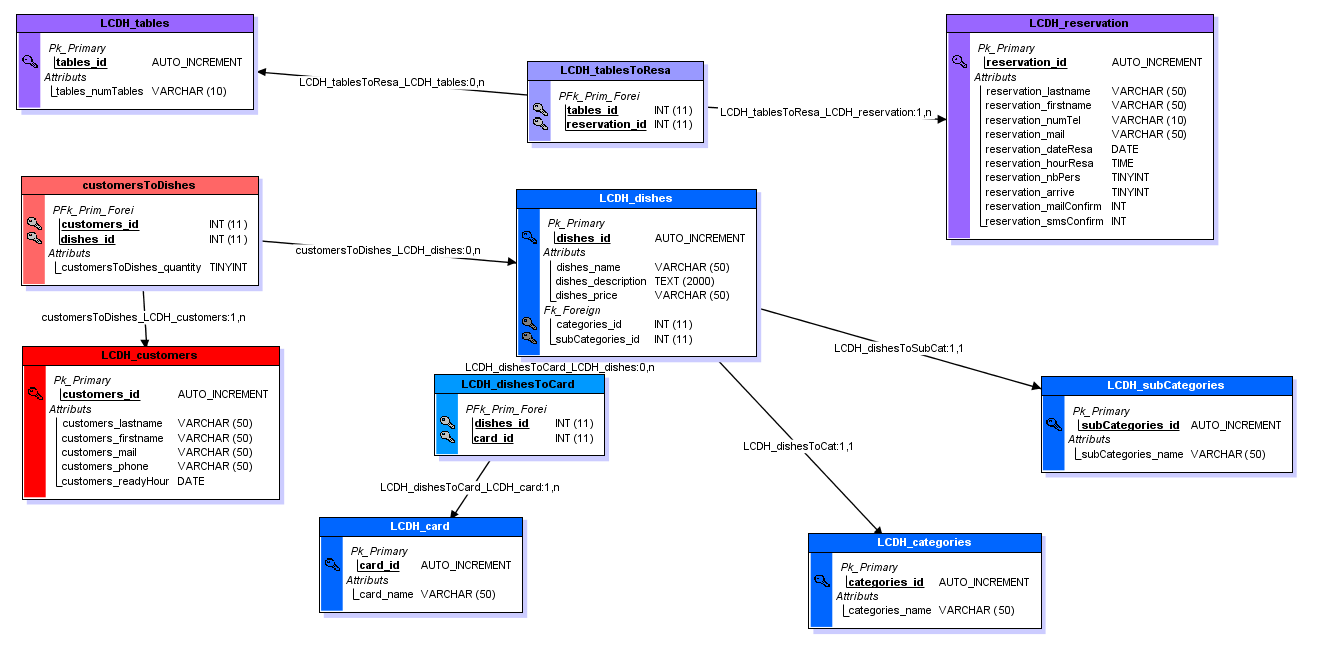 LCDH_tables
Pk_Primary
tables_id AUTO_INCREMENT
Attributs
tables_numTables VARCHAR (10)
LCDH_tablesToResa_LCDH_tables:0,n
LCDH_tablesToResa
PFk_Prim_Forei
tables_id INT (11)
reservation_id INT (11)
LCDH_tablesToResa_LCDH_reservation:1,n
LCDH_reservation
Pk_Primary
reservation_id AUTO_INCREMENT
Attributs
reservation_lastname VARCHAR (50)
reservation_firstname VARCHAR (50)
reservation_numTel VARCHAR (10)
reservation_mail VARCHAR (50)
reservation_dateResa DATE
reservation_hourResa TIME
reservation_nbPers TINYINT
reservation_arrive TINYINT
reservation_mailConfirm INT
reservation_smsConfirm INT
customersToDishes
PFk_Prim_Forei
customers_id INT (11)
dishes_id INT (11)
Attributs
customersToDishes_quantity TINYINT
customersToDishes_LCDH_dishes:0,n
customersToDishes_LCDH_customers:1,n
LCDH_dishes
Pk_Primary
dishes_id AUTO_INCREMENT
Attributs
dishes_name VARCHAR (50)
dishes_description TEXT (2000)
dishes_price VARCHAR (50)
Fk_Foreign
categories_id INT (11)
subCategories_id INT (11)
LCDH_dishesToSubCat:1,1
LCDH_customers
Pk_Primary
customers_id AUTO_INCREMENT
Attributs
customers_lastname VARCHAR (50)
customers_firstname VARCHAR (50)
customers_mail VARCHAR (50)
customers_phone VARCHAR (50)
customers_readyHour DATE
LCDH_dishesToCard_LCDH_dishes:0,n
LCDH_dishesToCard
PFk_Prim_Forei
dishes_id INT (11)
card_id INT (11)
LCDH_dishesToCat:1,1
LCDH_subCategories
Pk_Primary
subCategories_id AUTO_INCREMENT
Attributs
subCategories_name VARCHAR (50)
LCDH_dishesToCard_LCDH_card:1,n
LCDH_card
Pk_Primary
card_id AUTO_INCREMENT
Attributs
card_name VARCHAR (50)
LCDH_categories
Pk_Primary
categories_id AUTO_INCREMENT
Attributs
categories_name VARCHAR (50)